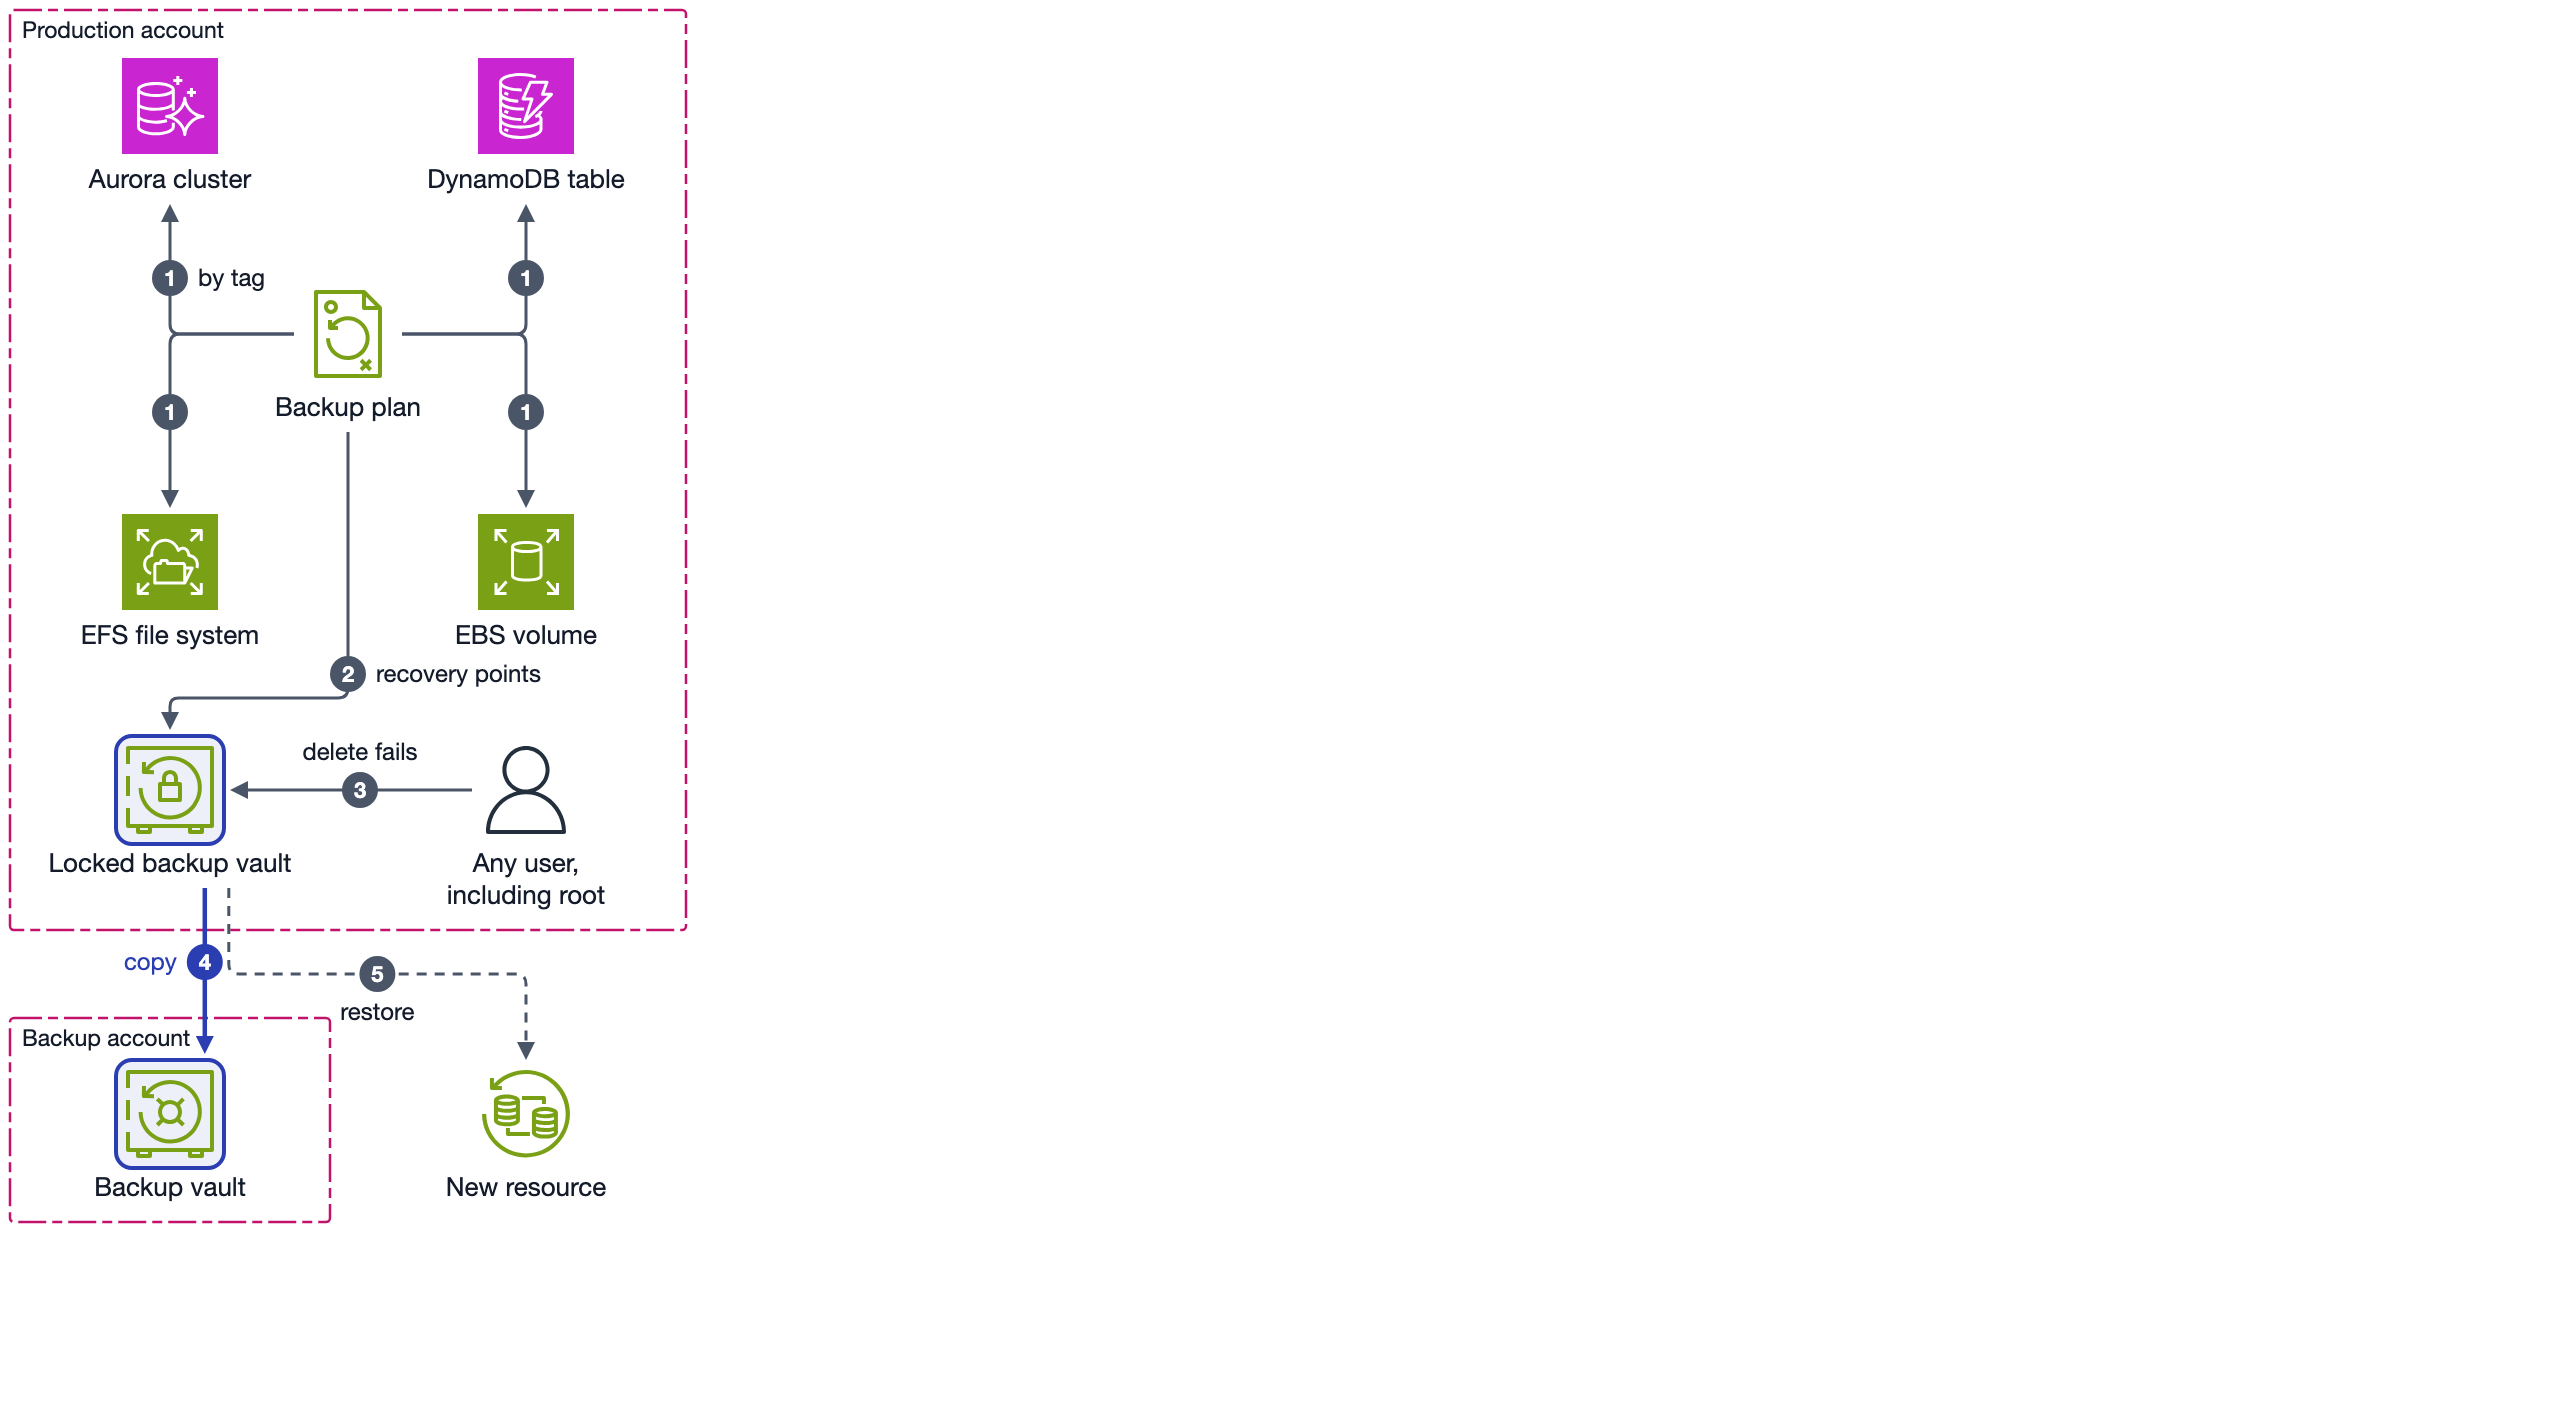 Production account
Aurora cluster
DynamoDB table
1 by tag
1
Backup plan
1
1
EFS file system
EBS volume
2 recovery points
delete fails
3
Locked backup vault
Any user,
including root
copy 4
5
restore
Backup account
Backup vault
New resource